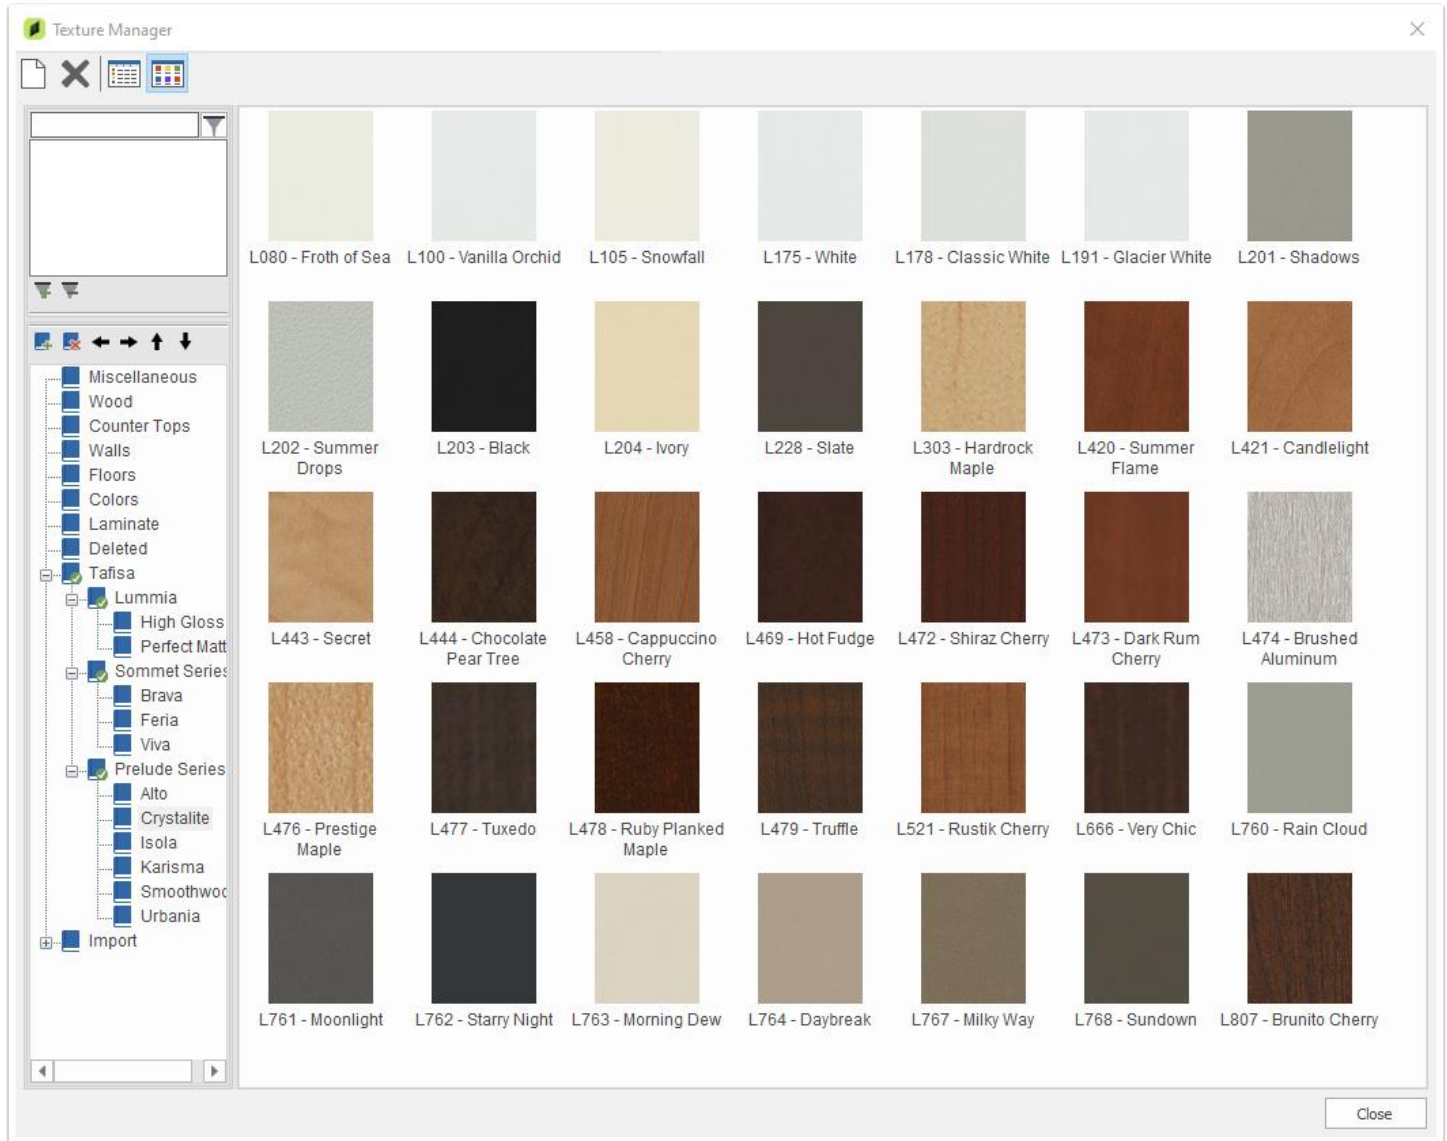 Texture Manager
L080 - Froth of Sea
L100 - Vanilla Orchid
L105 - Snowfall
L175 - White
L178 - Classic White
L191 - Glacier White
L201 - Shadows
L202 - Summer
Drops
L203 - Black
L204 - Ivory
L228 - Slate
L303 - Hardrock
Maple
L420 - Summer
Flame
L421 - Candlelight
L443 - Secret
L444 - Chocolate
Pear Tree
L458 - Cappuccino
Cherry
L469 - Hot Fudge
L472 - Shiraz Cherry
L473 - Dark Rum
Cherry
L474 - Brushed
Aluminum
L476 - Prestige
Maple
L477 - Tuxedo
L478 - Ruby Planked
Maple
L479 - Truffle
L521 - Rustik Cherry
L666 - Very Chic
L760 - Rain Cloud
L761 - Moonlight
L762 - Starry Night
L763 - Morning Dew
L764 - Daybreak
L767 - Milky Way
L768 - Sundown
L807 - Brunito Cherry
Miscellaneous
Wood
Counter Tops
Walls
Floors
Colors
Laminate
Deleted
Tafisa
Lummia
High Gloss
Perfect Matt
Sommet Series
Brava
Feria
Viva
Prelude Series
Alto
Crystalite
Isola
Karisma
Smoothwoo
Urbania
Import
Close